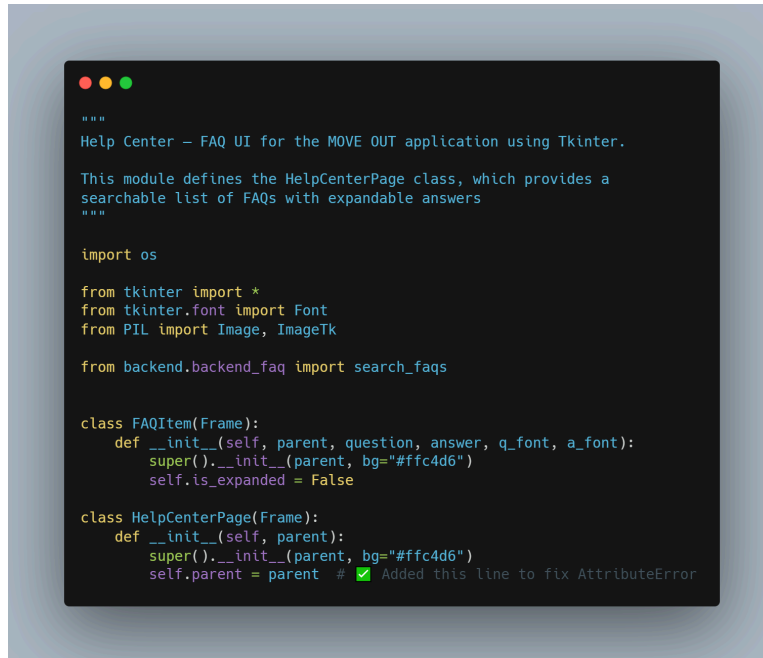 """
Help Center – FAQ UI for the MOVE OUT application using Tkinter.
This module defines the HelpCenterPage class, which provides a
searchable list of FAQs with expandable answers
"""
import os
from tkinter import *
from tkinter.font import Font
from PIL import Image, ImageTk
from backend.backend_faq import search_faqs
class FAQItem(Frame):
    def __init__(self, parent, question, answer, q_font, a_font):
        super().__init__(parent, bg="#ffc4d6")
        self.is_expanded = False
class HelpCenterPage(Frame):
    def __init__(self, parent):
        super().__init__(parent, bg="#ffc4d6")
        self.parent = parent  # ✅ Added this line to fix AttributeError